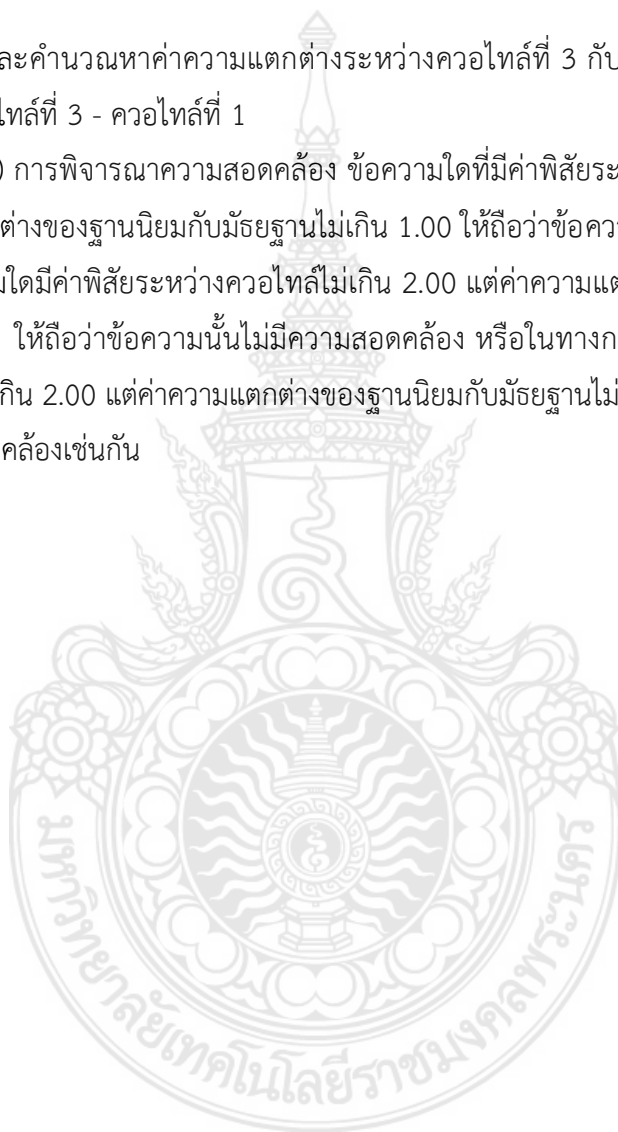 ละคำนวณหาค่าความแตกต่างระหว่างควอไทล์ที่ 3 กับ
ไทล์ที่ 3 - ควอไทล์ที่ 1
) การพิจารณาความสอดคล้อง ข้อความใดที่มีค่าพิสัยระ
ต่างของฐานนิยมกับมัธยฐานไม่เกิน 1.00 ให้ถือว่าข้อควา
มใดมีค่าพิสัยระหว่างควอไทล์ไม่เกิน 2.00 แต่ค่าความแต
ให้ถือว่าข้อความนั้นไม่มีความสอดคล้อง หรือในทางก
กิน 2.00 แต่ค่าความแตกต่างของฐานนิยมกับมัธยฐานไม่
คล้องเช่นกัน
มหาวิทยาลัยเทคโนโลยีราชมงคลพระนคร